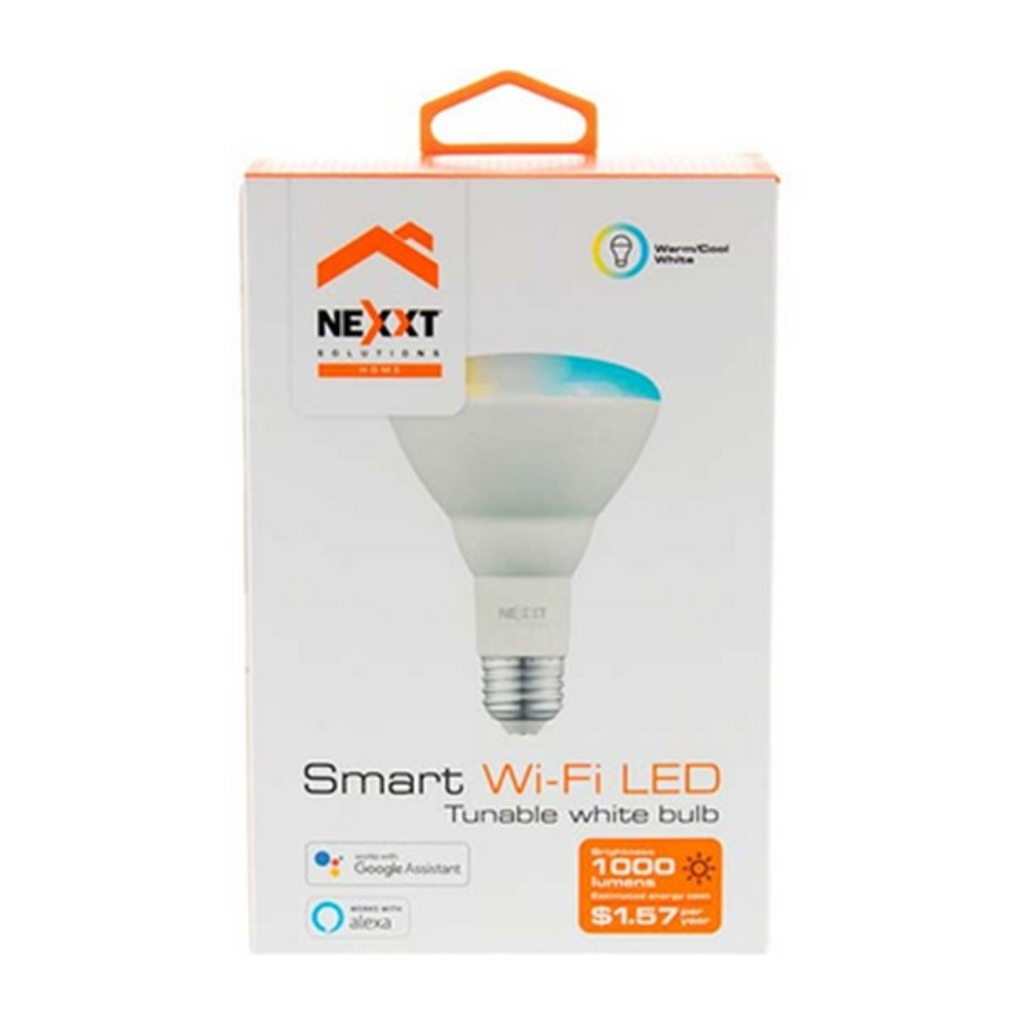 NEXXT
SOLUTIONS
HOME
Warm/Cool
White
NEXXT
Smart Wi-Fi LED
Tunable white bulb
works with
Google Assistant
WORKS WITH
alexa
Brightness
1000
lumens
Estimated energy cost
$1.57 per
year